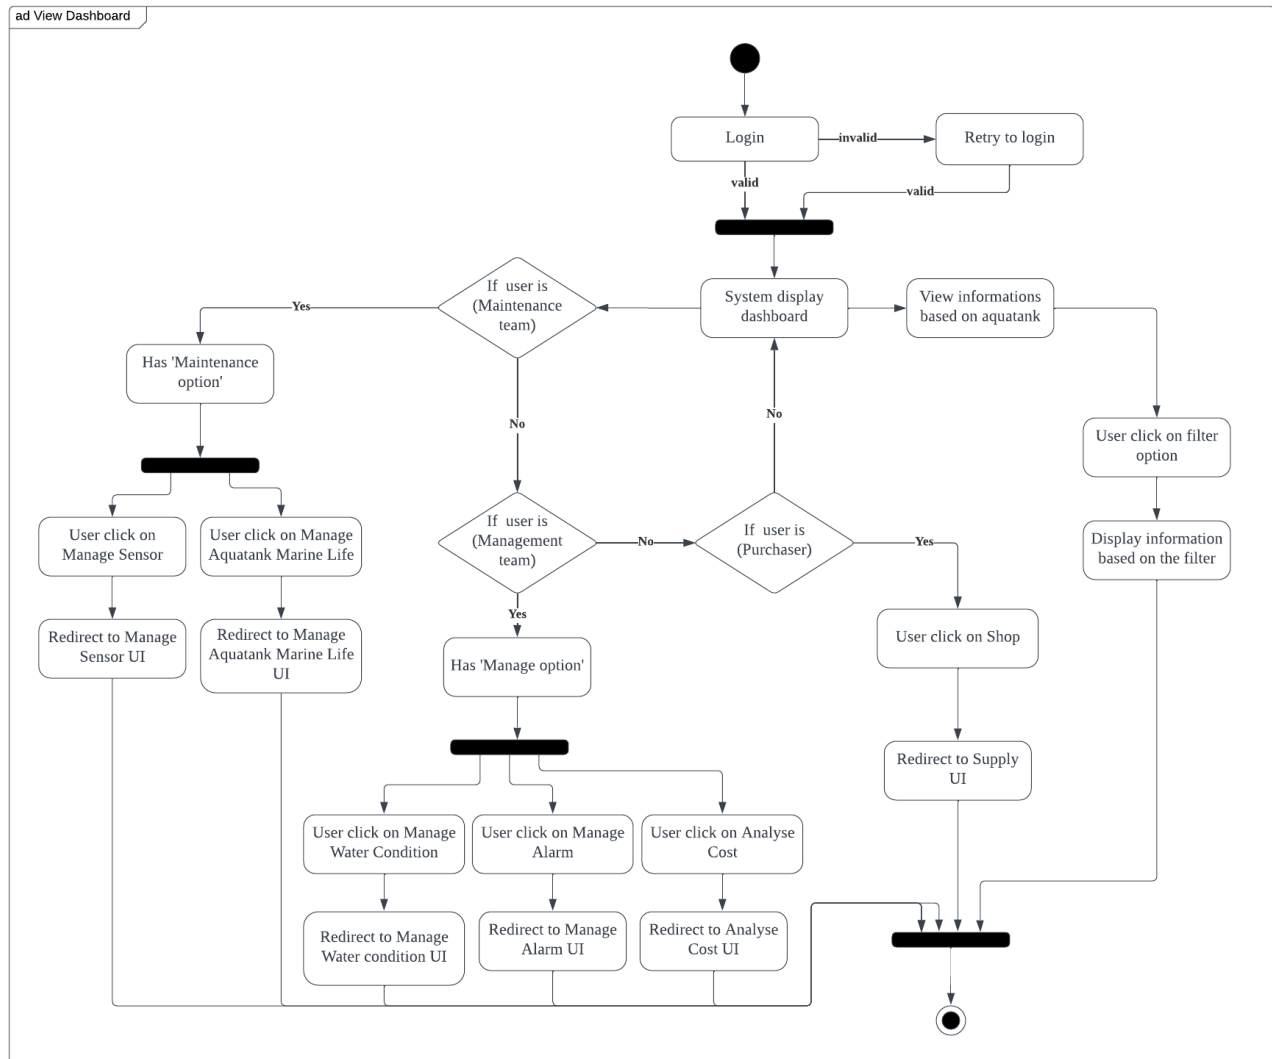 ad View Dashboard
Login
invalid
Retry to login
valid
valid
If  user is
(Maintenance
team)
System display
dashboard
View informations
based on aquatank
Yes
Has 'Maintenance
option'
No
No
User click on filter
option
User click on
Manage Sensor
User click on Manage
Aquatank Marine Life
If  user is
(Management
team)
No
If  user is
(Purchaser)
Yes
Display information
based on the filter
Redirect to Manage
Sensor UI
Redirect to Manage
Aquatank Marine Life
UI
Yes
Has 'Manage option'
User click on Shop
Redirect to Supply
UI
User click on Manage
Water Condition
User click on Manage
Alarm
User click on Analyse
Cost
Redirect to Manage
Water condition UI
Redirect to Manage
Alarm UI
Redirect to Analyse
Cost UI